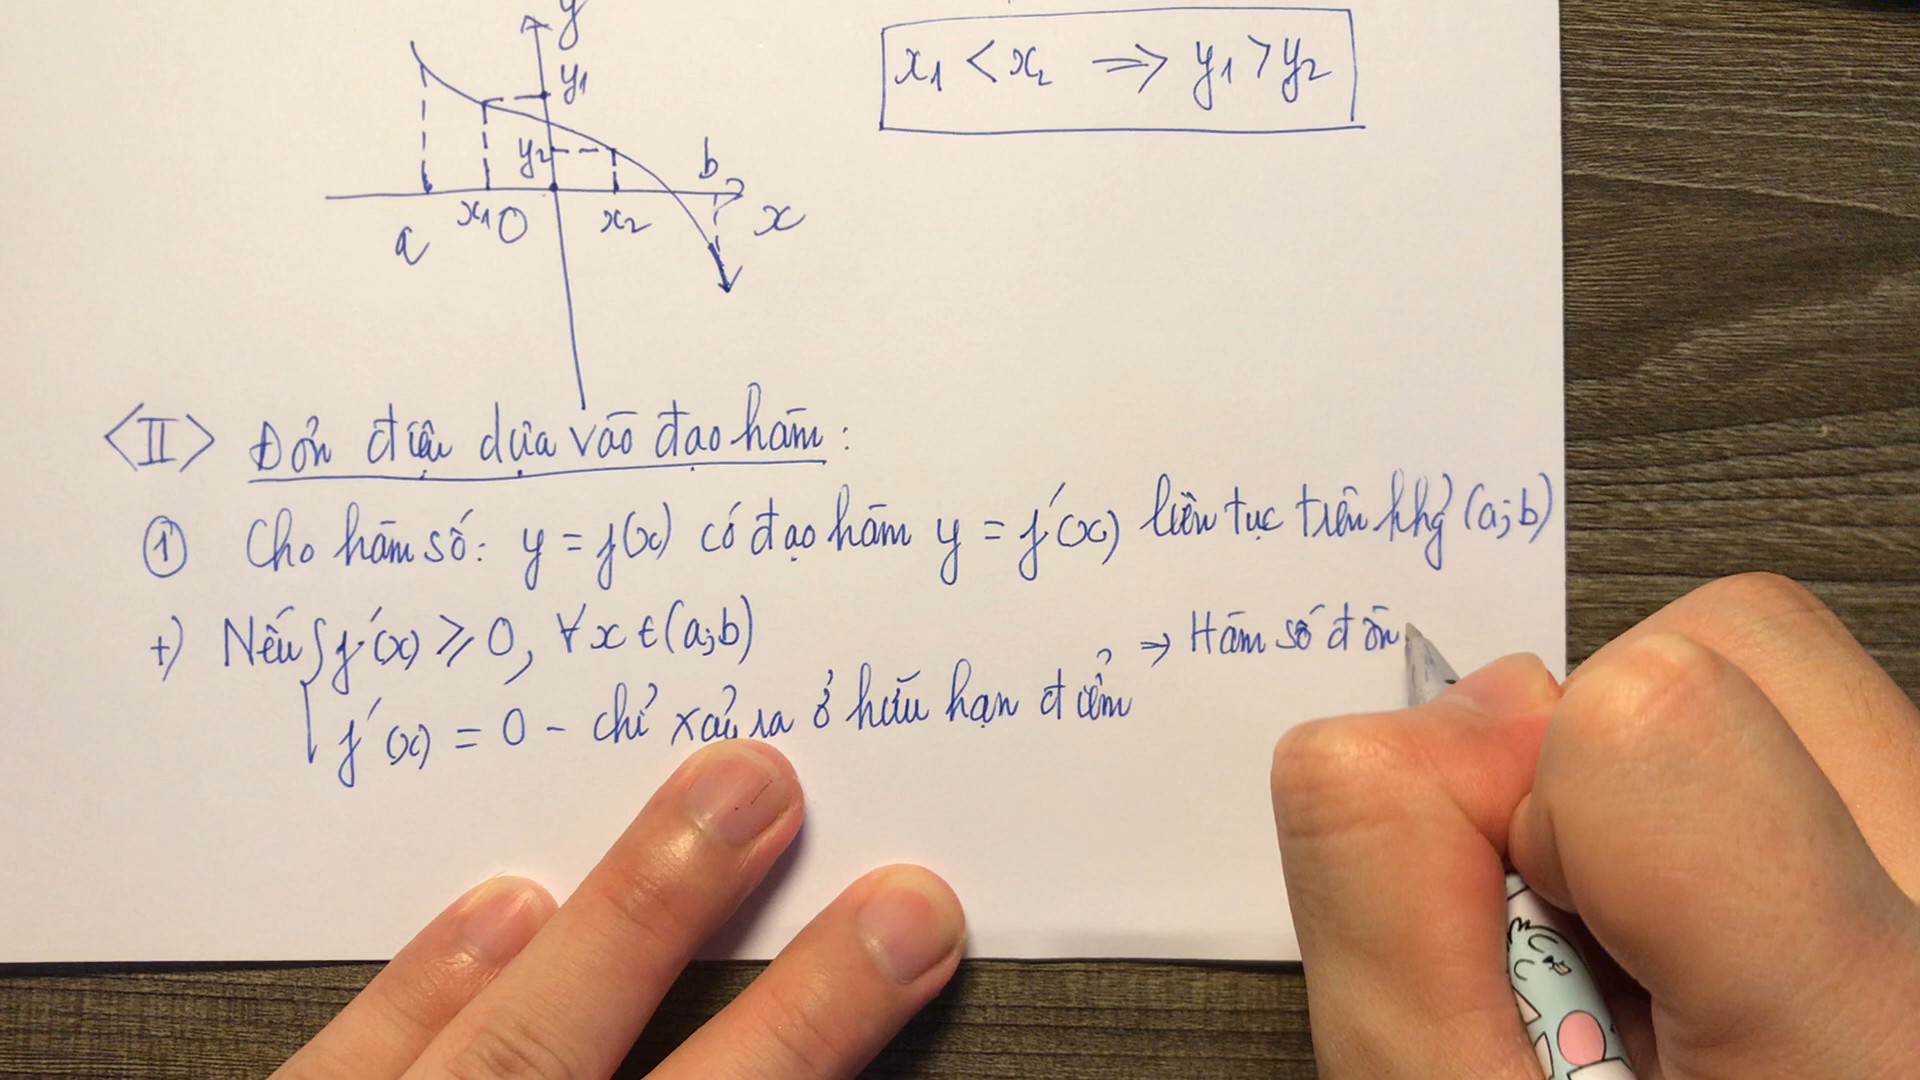 y
y1
x1 < x2 ⇒ y1 > y2
y2
b
a x1 O x2 x
<II> Đơn điệu dựa vào đạo hàm:
① Cho hàm số: y = f(x) có đạo hàm y = f'(x) liên tục trên khg (a;b)
+) Nếu { f'(x) ≥ 0, ∀x ∈ (a;b) ⇒ Hàm số đồn
f'(x) = 0 - chỉ xảy ra ở hữu hạn điểm